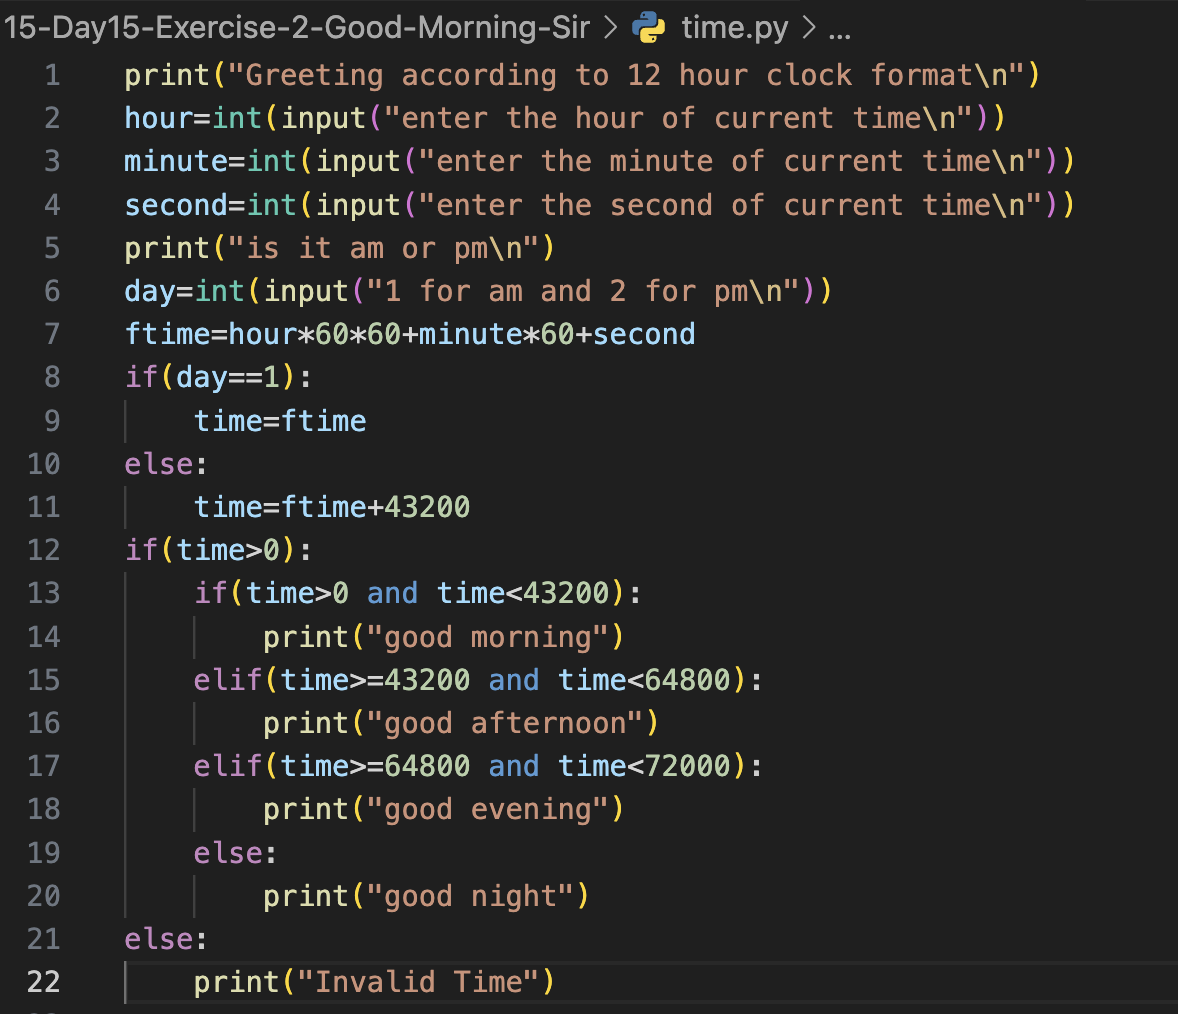 15-Day15-Exercise-2-Good-Morning-Sir > time.py > ...
1 print("Greeting according to 12 hour clock format\n")
2 hour=int(input("enter the hour of current time\n"))
3 minute=int(input("enter the minute of current time\n"))
4 second=int(input("enter the second of current time\n"))
5 print("is it am or pm\n")
6 day=int(input("1 for am and 2 for pm\n"))
7 ftime=hour*60*60+minute*60+second
8 if(day==1):
9     time=ftime
10 else:
11     time=ftime+43200
12 if(time>0):
13     if(time>0 and time<43200):
14         print("good morning")
15     elif(time>=43200 and time<64800):
16         print("good afternoon")
17     elif(time>=64800 and time<72000):
18         print("good evening")
19     else:
20         print("good night")
21 else:
22     print("Invalid Time")